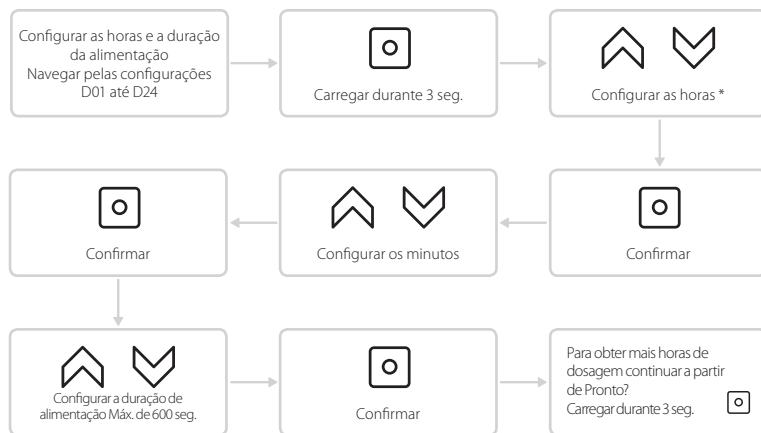 Configurar as horas e a duração
da alimentação
Navegar pelas configurações
D01 até D24
Carregar durante 3 seg.
Configurar as horas *
Confirmar
Configurar os minutos
Confirmar
Configurar a duração de
alimentação Máx. de 600 seg.
Confirmar
Para obter mais horas de
dosagem continuar a partir
de Pronto?
Carregar durante 3 seg.